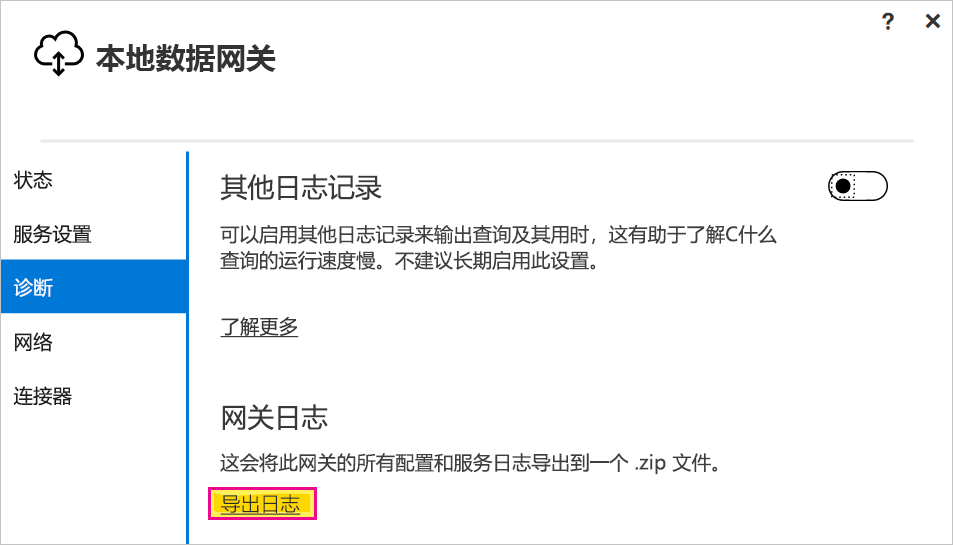 ?
×
本地数据网关
状态
服务设置
诊断
网络
连接器
其他日志记录
可以启用其他日志记录来输出查询及其用时，这有助于了解C什么
查询的运行速度慢。不建议长期启用此设置。
了解更多
网关日志
这会将此网关的所有配置和服务日志导出到一个 .zip 文件。
导出日志